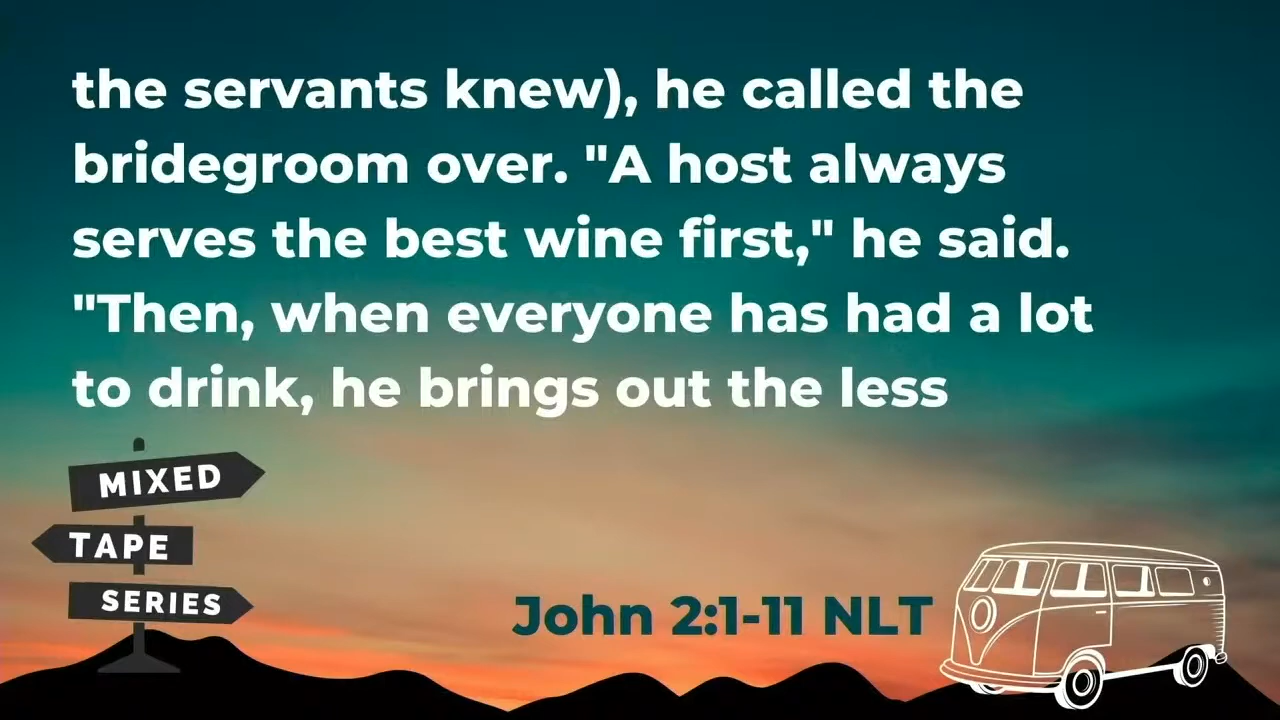 the servants knew), he called the
bridegroom over. "A host always
serves the best wine first," he said.
"Then, when everyone has had a lot
to drink, he brings out the less
MIXED
TAPE
SERIES
John 2:1-11 NLT